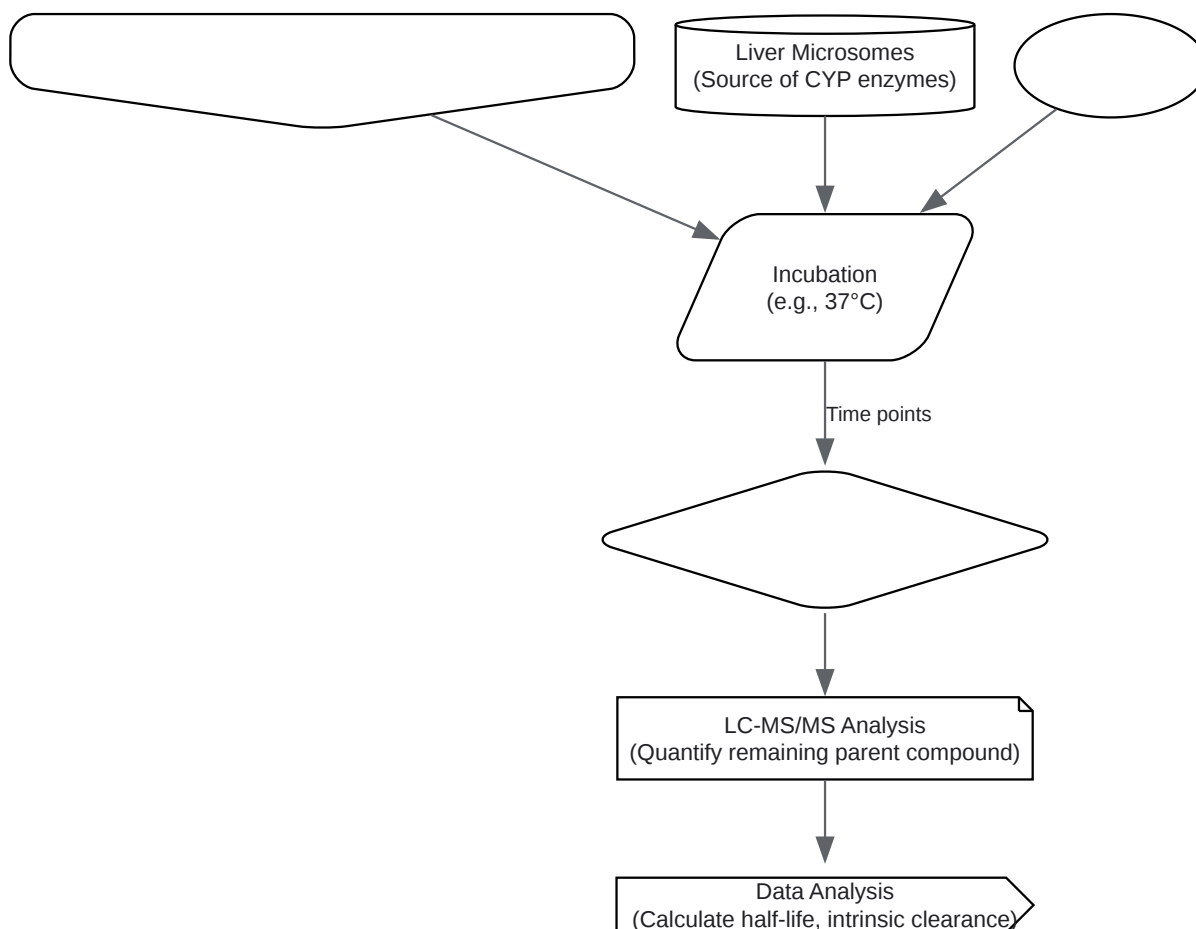 Liver Microsomes
(Source of CYP enzymes)
Incubation
(e.g., 37°C)
Time points
LC-MS/MS Analysis
(Quantify remaining parent compound)
Data Analysis
(Calculate half-life, intrinsic clearance)